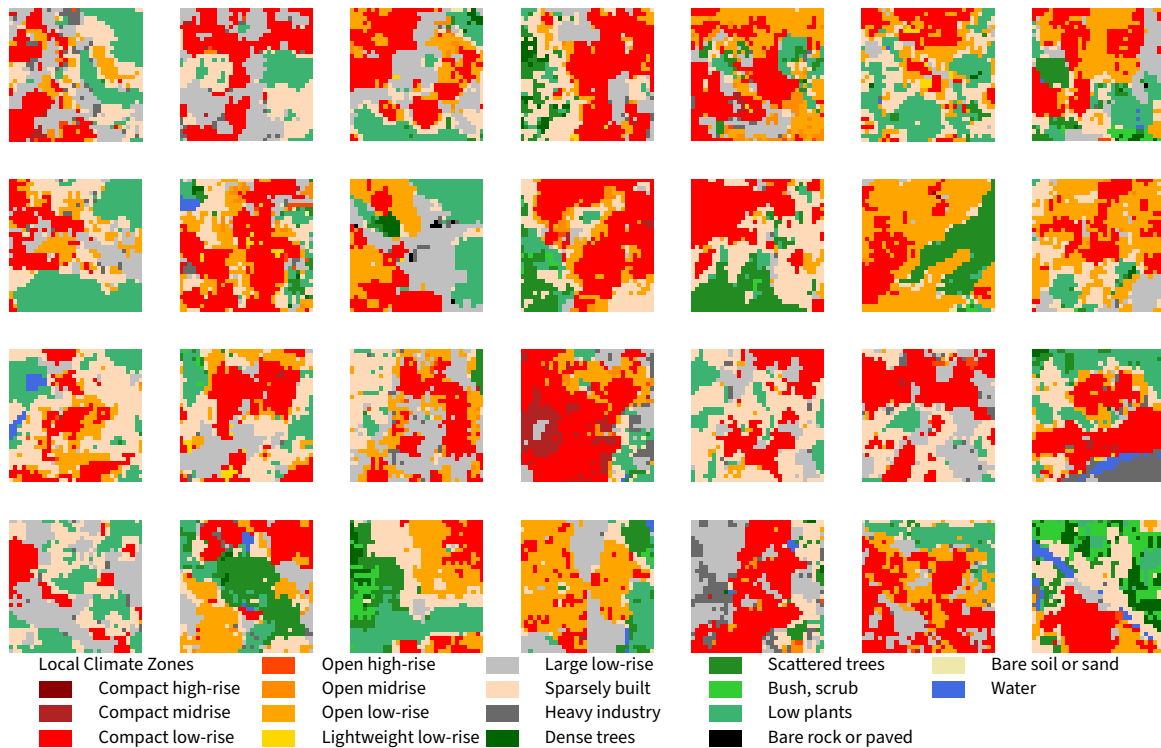 Local Climate Zones
Compact high-rise
Compact midrise
Compact low-rise
Open high-rise
Open midrise
Open low-rise
Lightweight low-rise
Large low-rise
Sparsely built
Heavy industry
Dense trees
Scattered trees
Bush, scrub
Low plants
Bare rock or paved
Bare soil or sand
Water